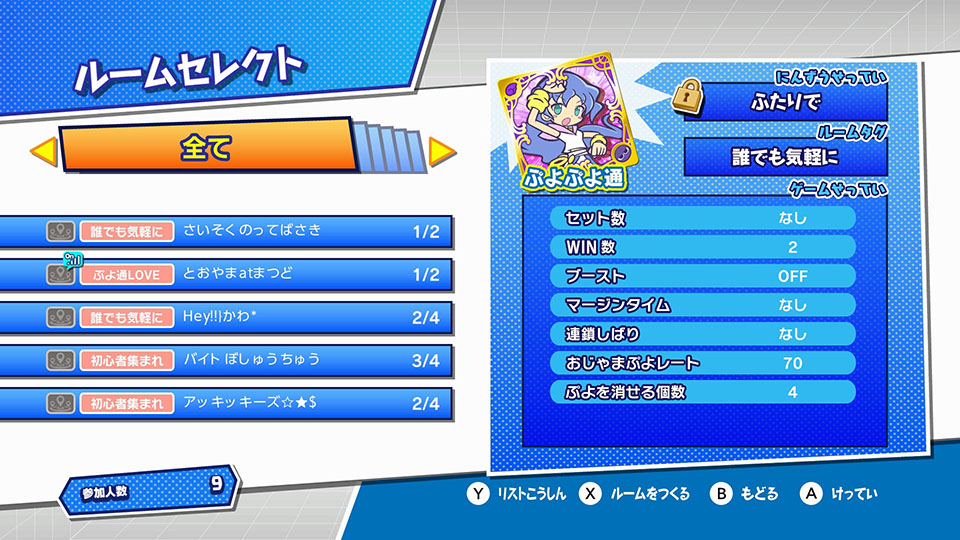 ルームセレクト
全て
誰でも気軽に さいそくのってぱさき 1/2
ぷよ通LOVE とおやまatまつど 1/2
誰でも気軽に Hey!!)かわ* 2/4
初心者集まれ バイト ぼしゅうちゅう 3/4
初心者集まれ アッキッキーズ☆★$ 2/4
参加人数 9
ぷよぷよ通
にんずうせってい
ふたりで
ルームタグ
誰でも気軽に
ゲームせってい
セット数 なし
WIN数 2
ブースト OFF
マージンタイム なし
連鎖しばり なし
おじゃまぷよレート 70
ぷよを消せる個数 4
Y リストこうしん X ルームをつくる B もどる A けってい